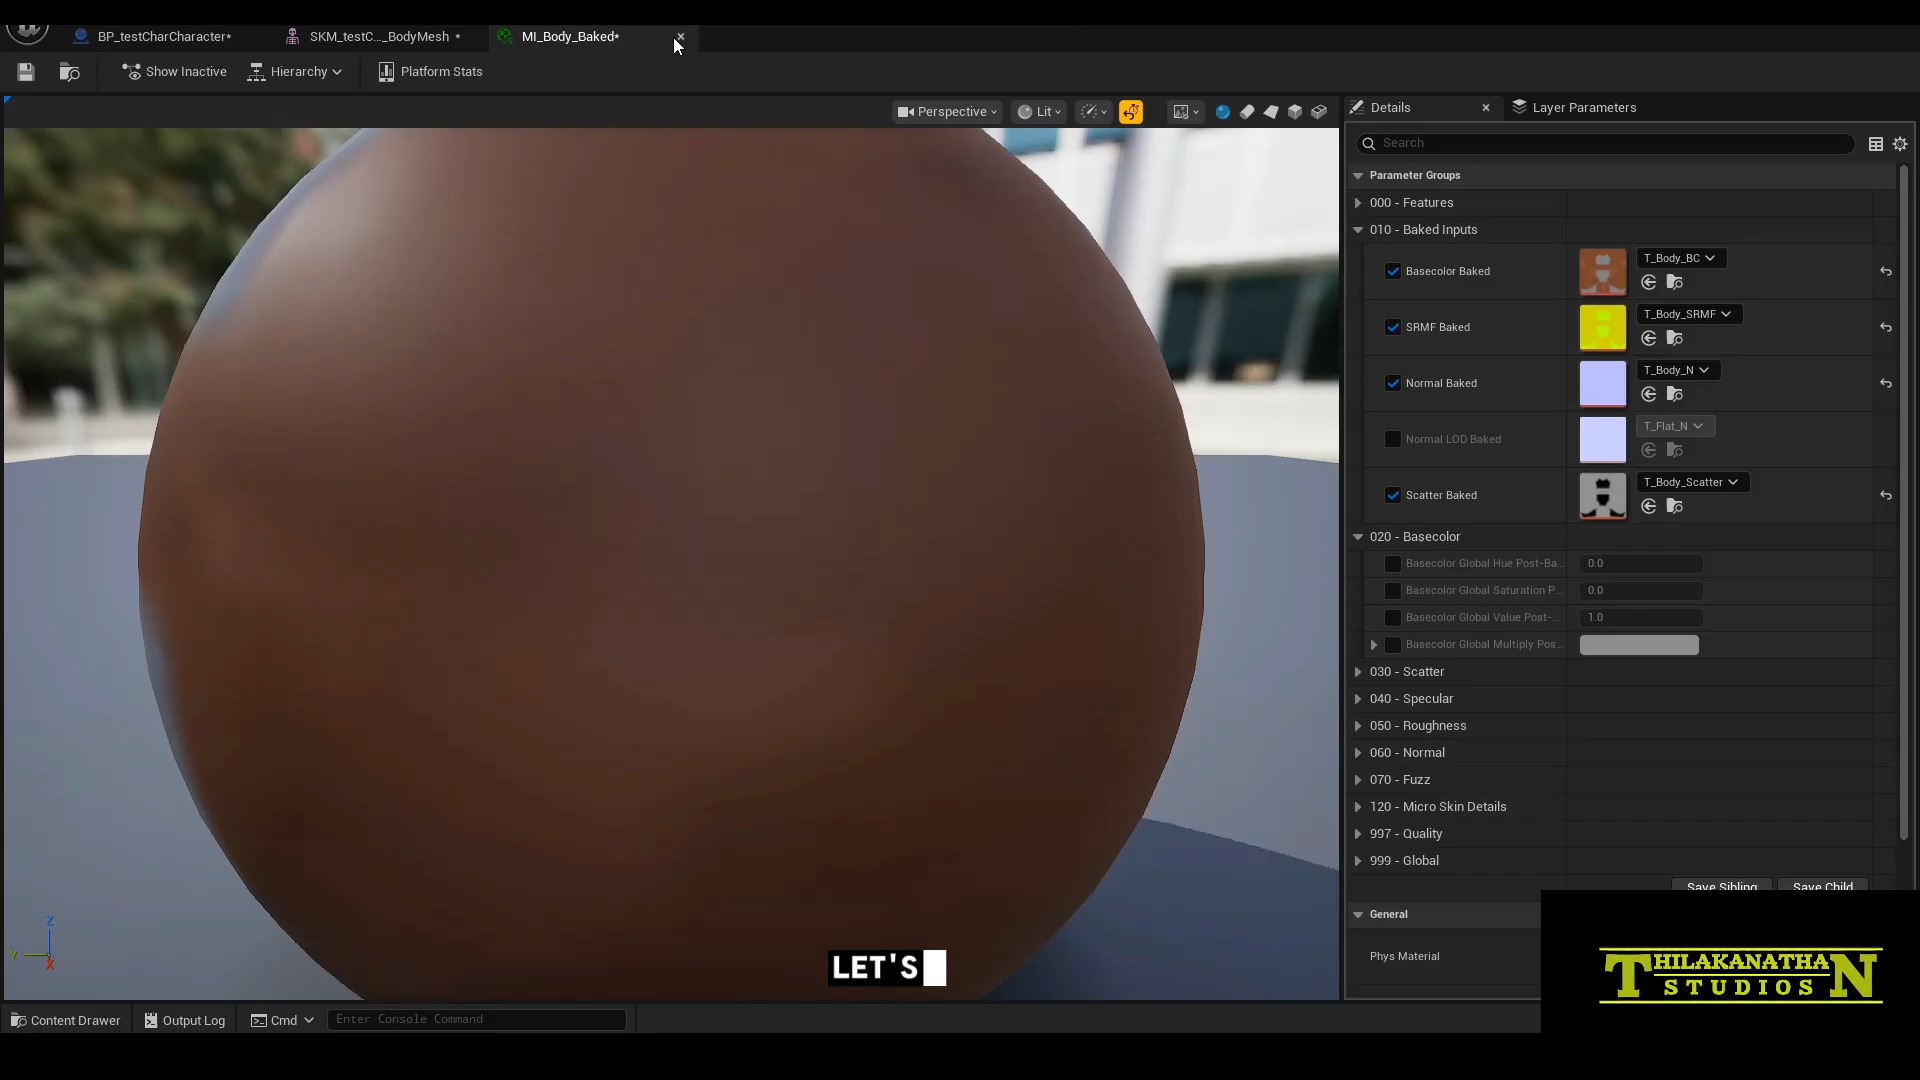 BP_testCharCharacter*
SKM_testC..._BodyMesh *
MI_Body_Baked*
Show Inactive
Hierarchy
Platform Stats
Perspective
Lit
Details
Layer Parameters
Search
Parameter Groups
000 - Features
010 - Baked Inputs
Basecolor Baked
T_Body_BC
SRMF Baked
T_Body_SRMF
Normal Baked
T_Body_N
Normal LOD Baked
T_Flat_N
Scatter Baked
T_Body_Scatter
020 - Basecolor
Basecolor Global Hue Post-Ba...
0.0
Basecolor Global Saturation P...
0.0
Basecolor Global Value Post-...
1.0
Basecolor Global Multiply Pos...
030 - Scatter
040 - Specular
050 - Roughness
060 - Normal
070 - Fuzz
120 - Micro Skin Details
997 - Quality
999 - Global
Save Sibling
Save Child
General
Phys Material
Z
Y
X
LET'S
THILAKANATHAN
STUDIOS
Content Drawer
Output Log
Cmd
Enter Console Command